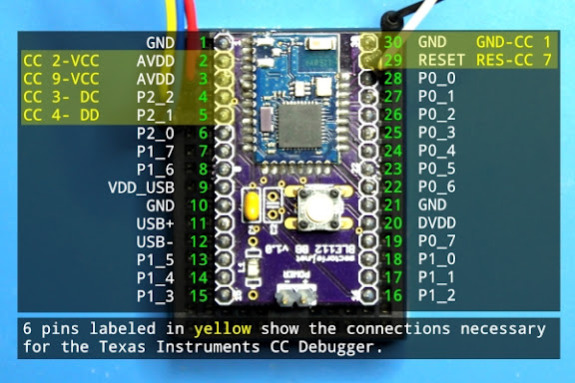 GND 1
CC 2-VCC AVDD 2
CC 9-VCC AVDD 3
CC 3- DC P2_2 4
CC 4- DD P2_1 5
P2_0 6
P1_7 7
P1_6 8
VDD_USB 9
GND 10
USB+ 11
USB- 12
P1_5 13
P1_4 14
P1_3 15
30 GND GND-CC 1
29 RESET RES-CC 7
28 P0_0
27 P0_1
26 P0_2
25 P0_3
24 P0_4
23 P0_5
22 P0_6
21 GND
20 DVDD
19 P0_7
18 P1_0
17 P1_1
16 P1_2
BLE112 BB v1.0
POWER
6 pins labeled in yellow show the connections necessary
for the Texas Instruments CC Debugger.